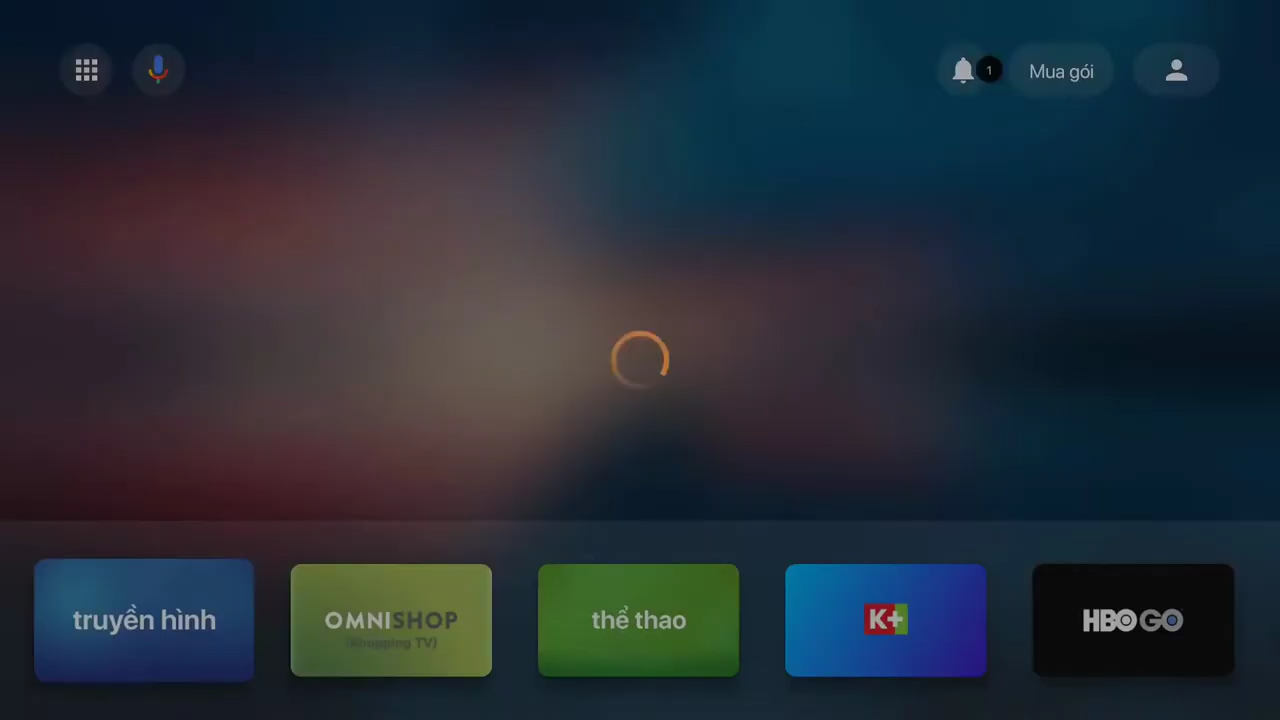 1
Mua gói
truyền hình
OMNISHOP
(Shopping TV)
thể thao
K+
HBO GO